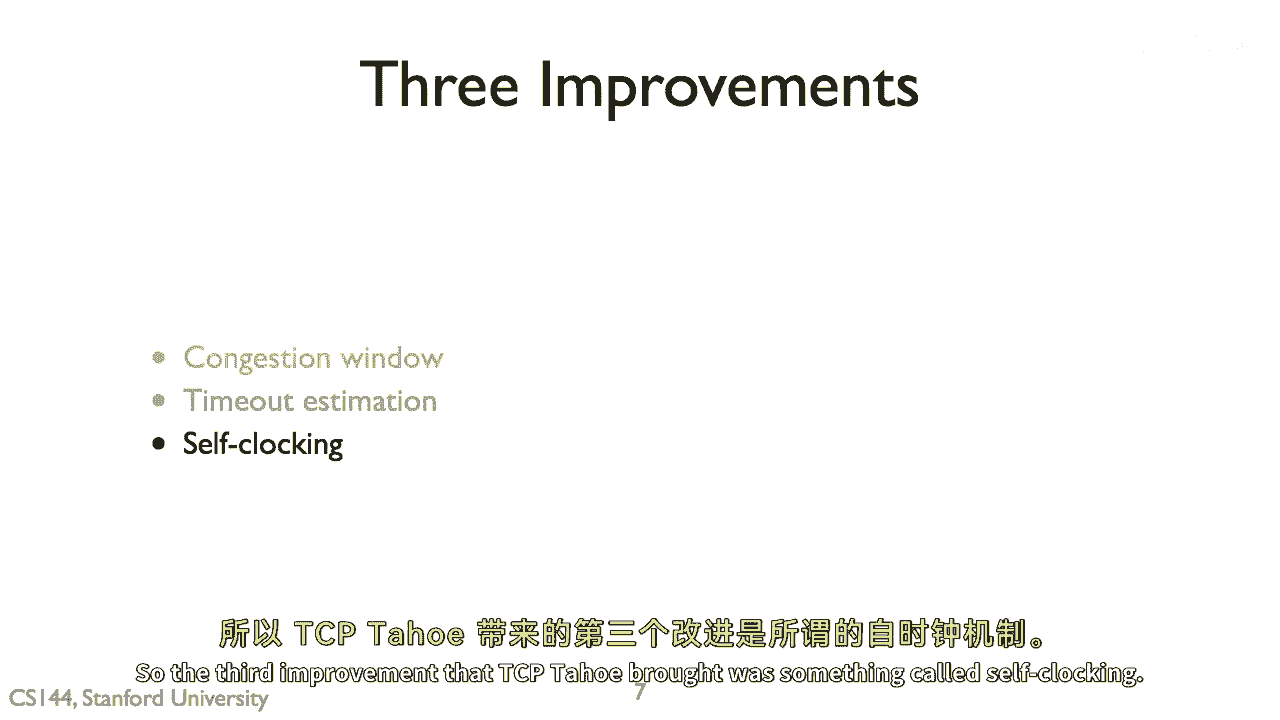 Three Improvements
• Congestion window
• Timeout estimation
• Self-clocking
所以 TCP Tahoe 带来的第三个改进是所谓的自时钟机制。
So the third improvement that TCP Tahoe brought was something called self-clocking.
CS144, Stanford University
7